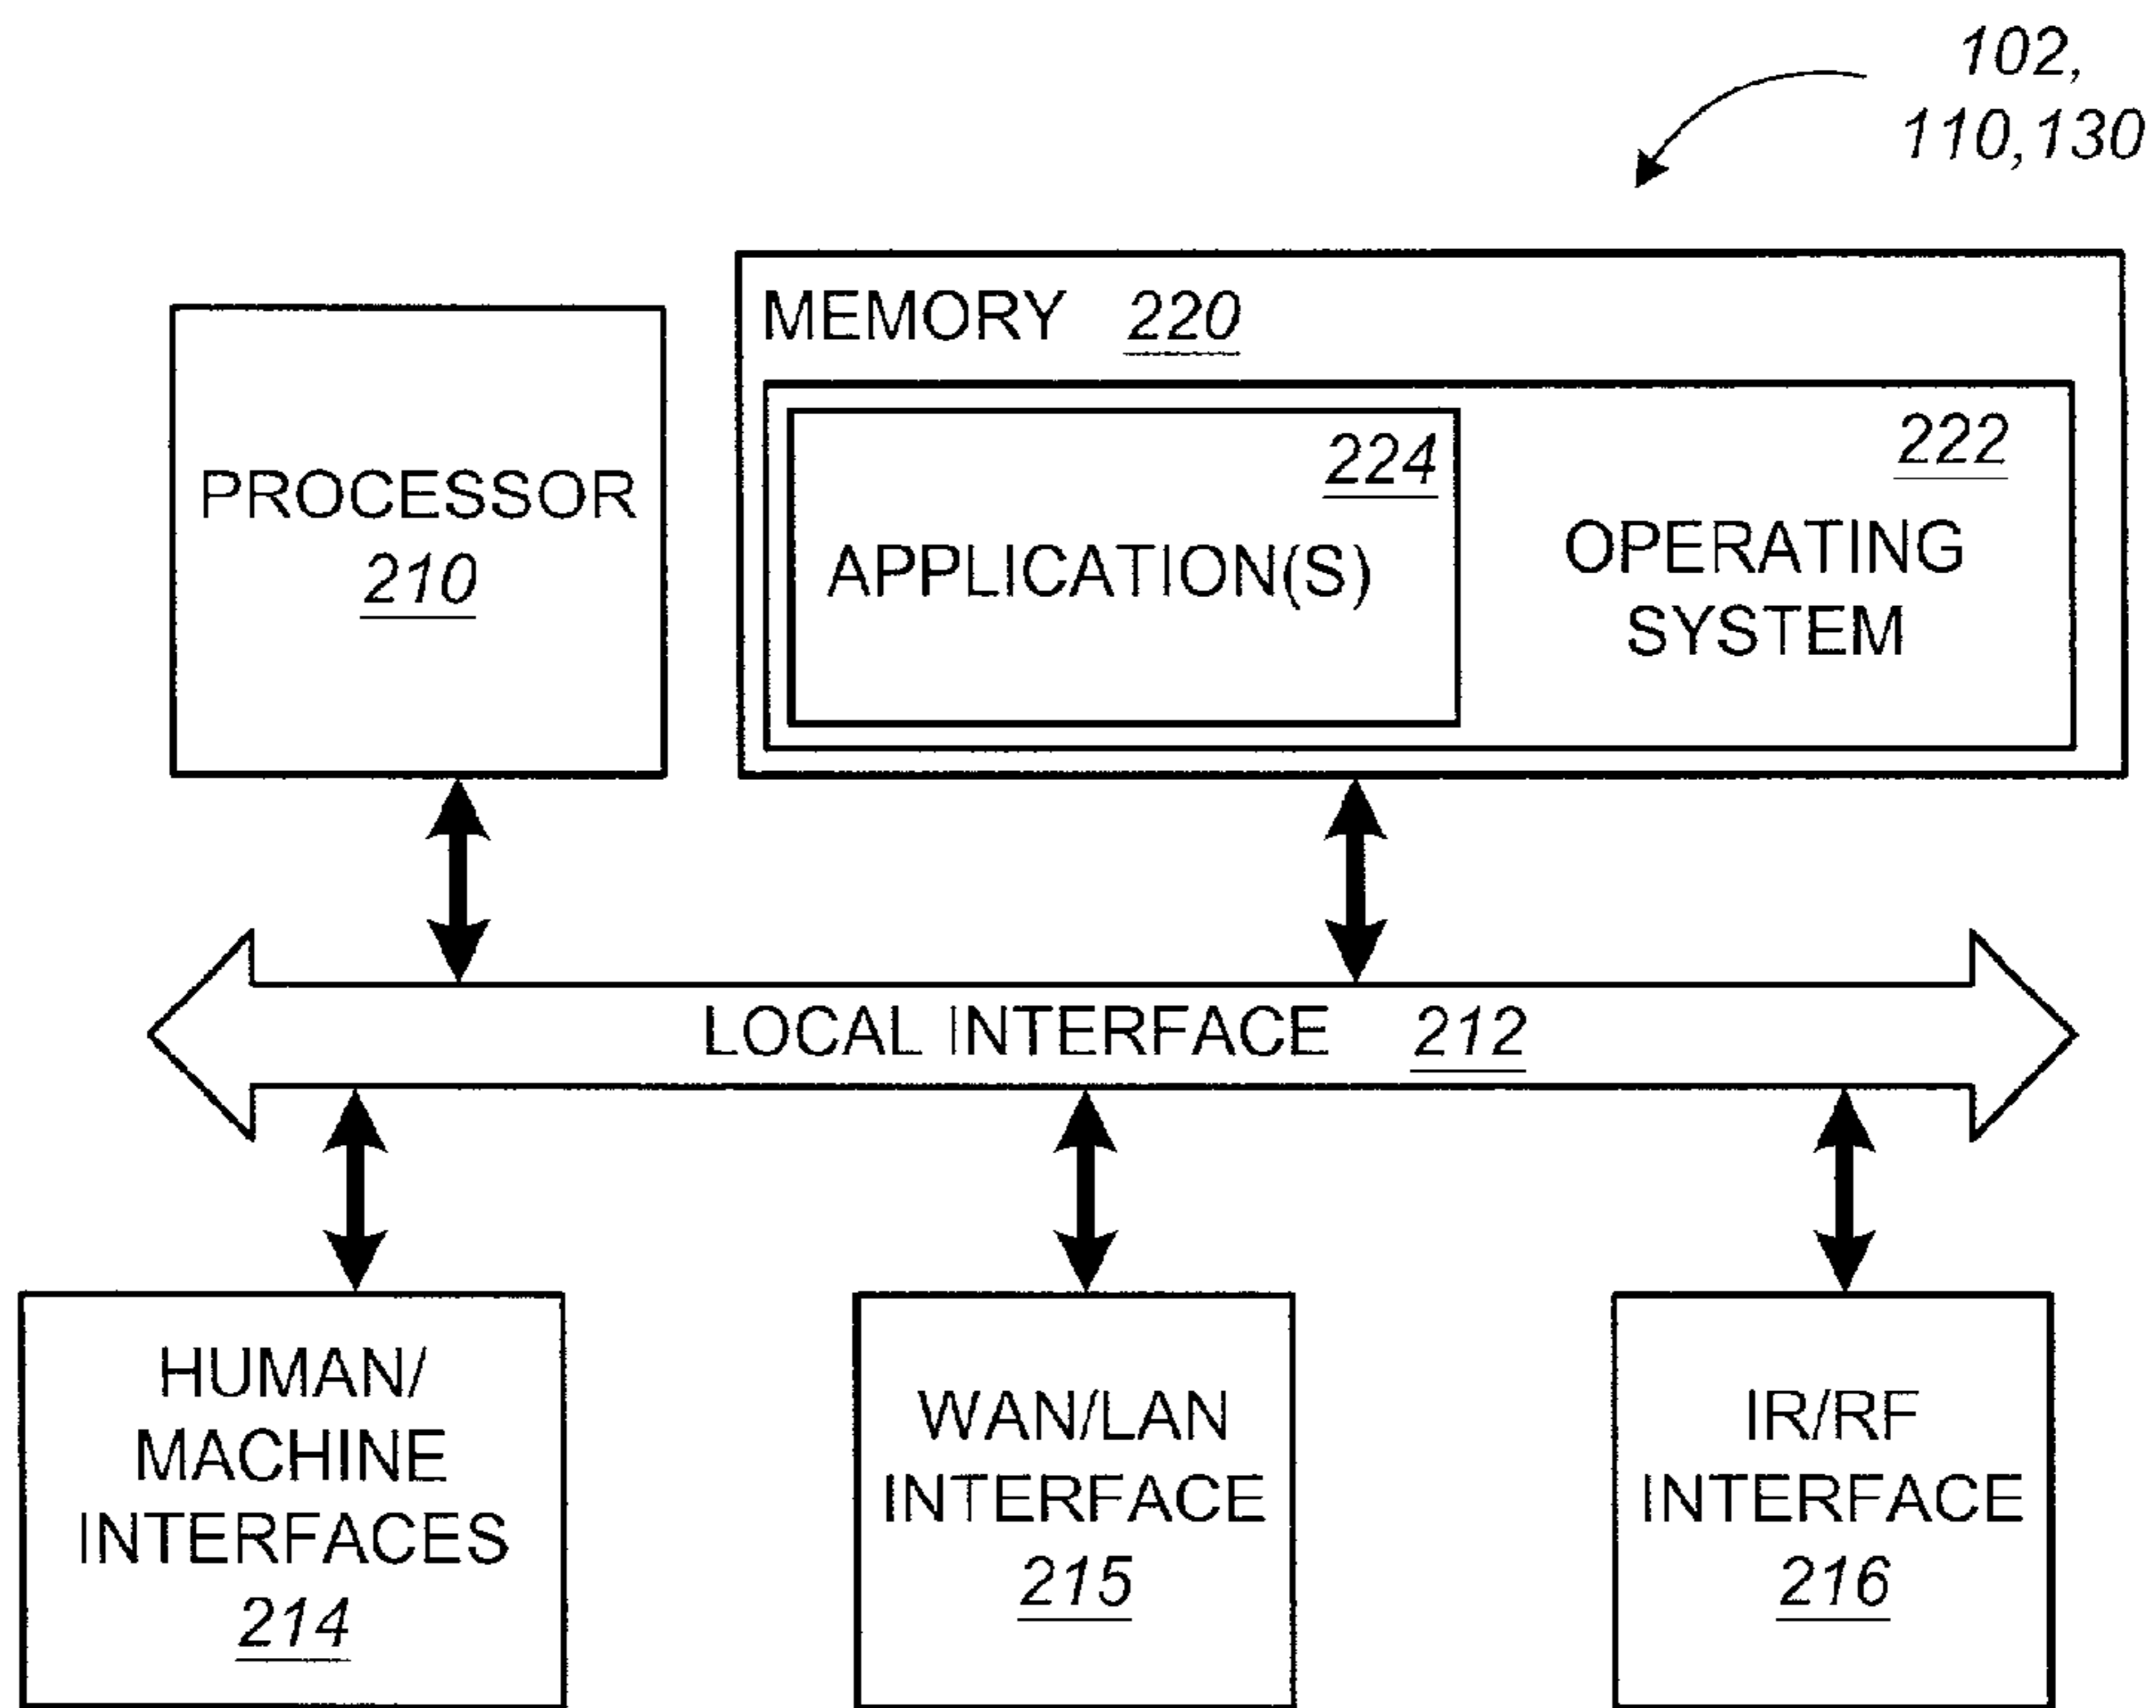 102,
110,130
MEMORY 220
PROCESSOR
210
224
APPLICATION(S)
222
OPERATING
SYSTEM
LOCAL INTERFACE 212
HUMAN/
MACHINE
INTERFACES
214
WAN/LAN
INTERFACE
215
IR/RF
INTERFACE
216